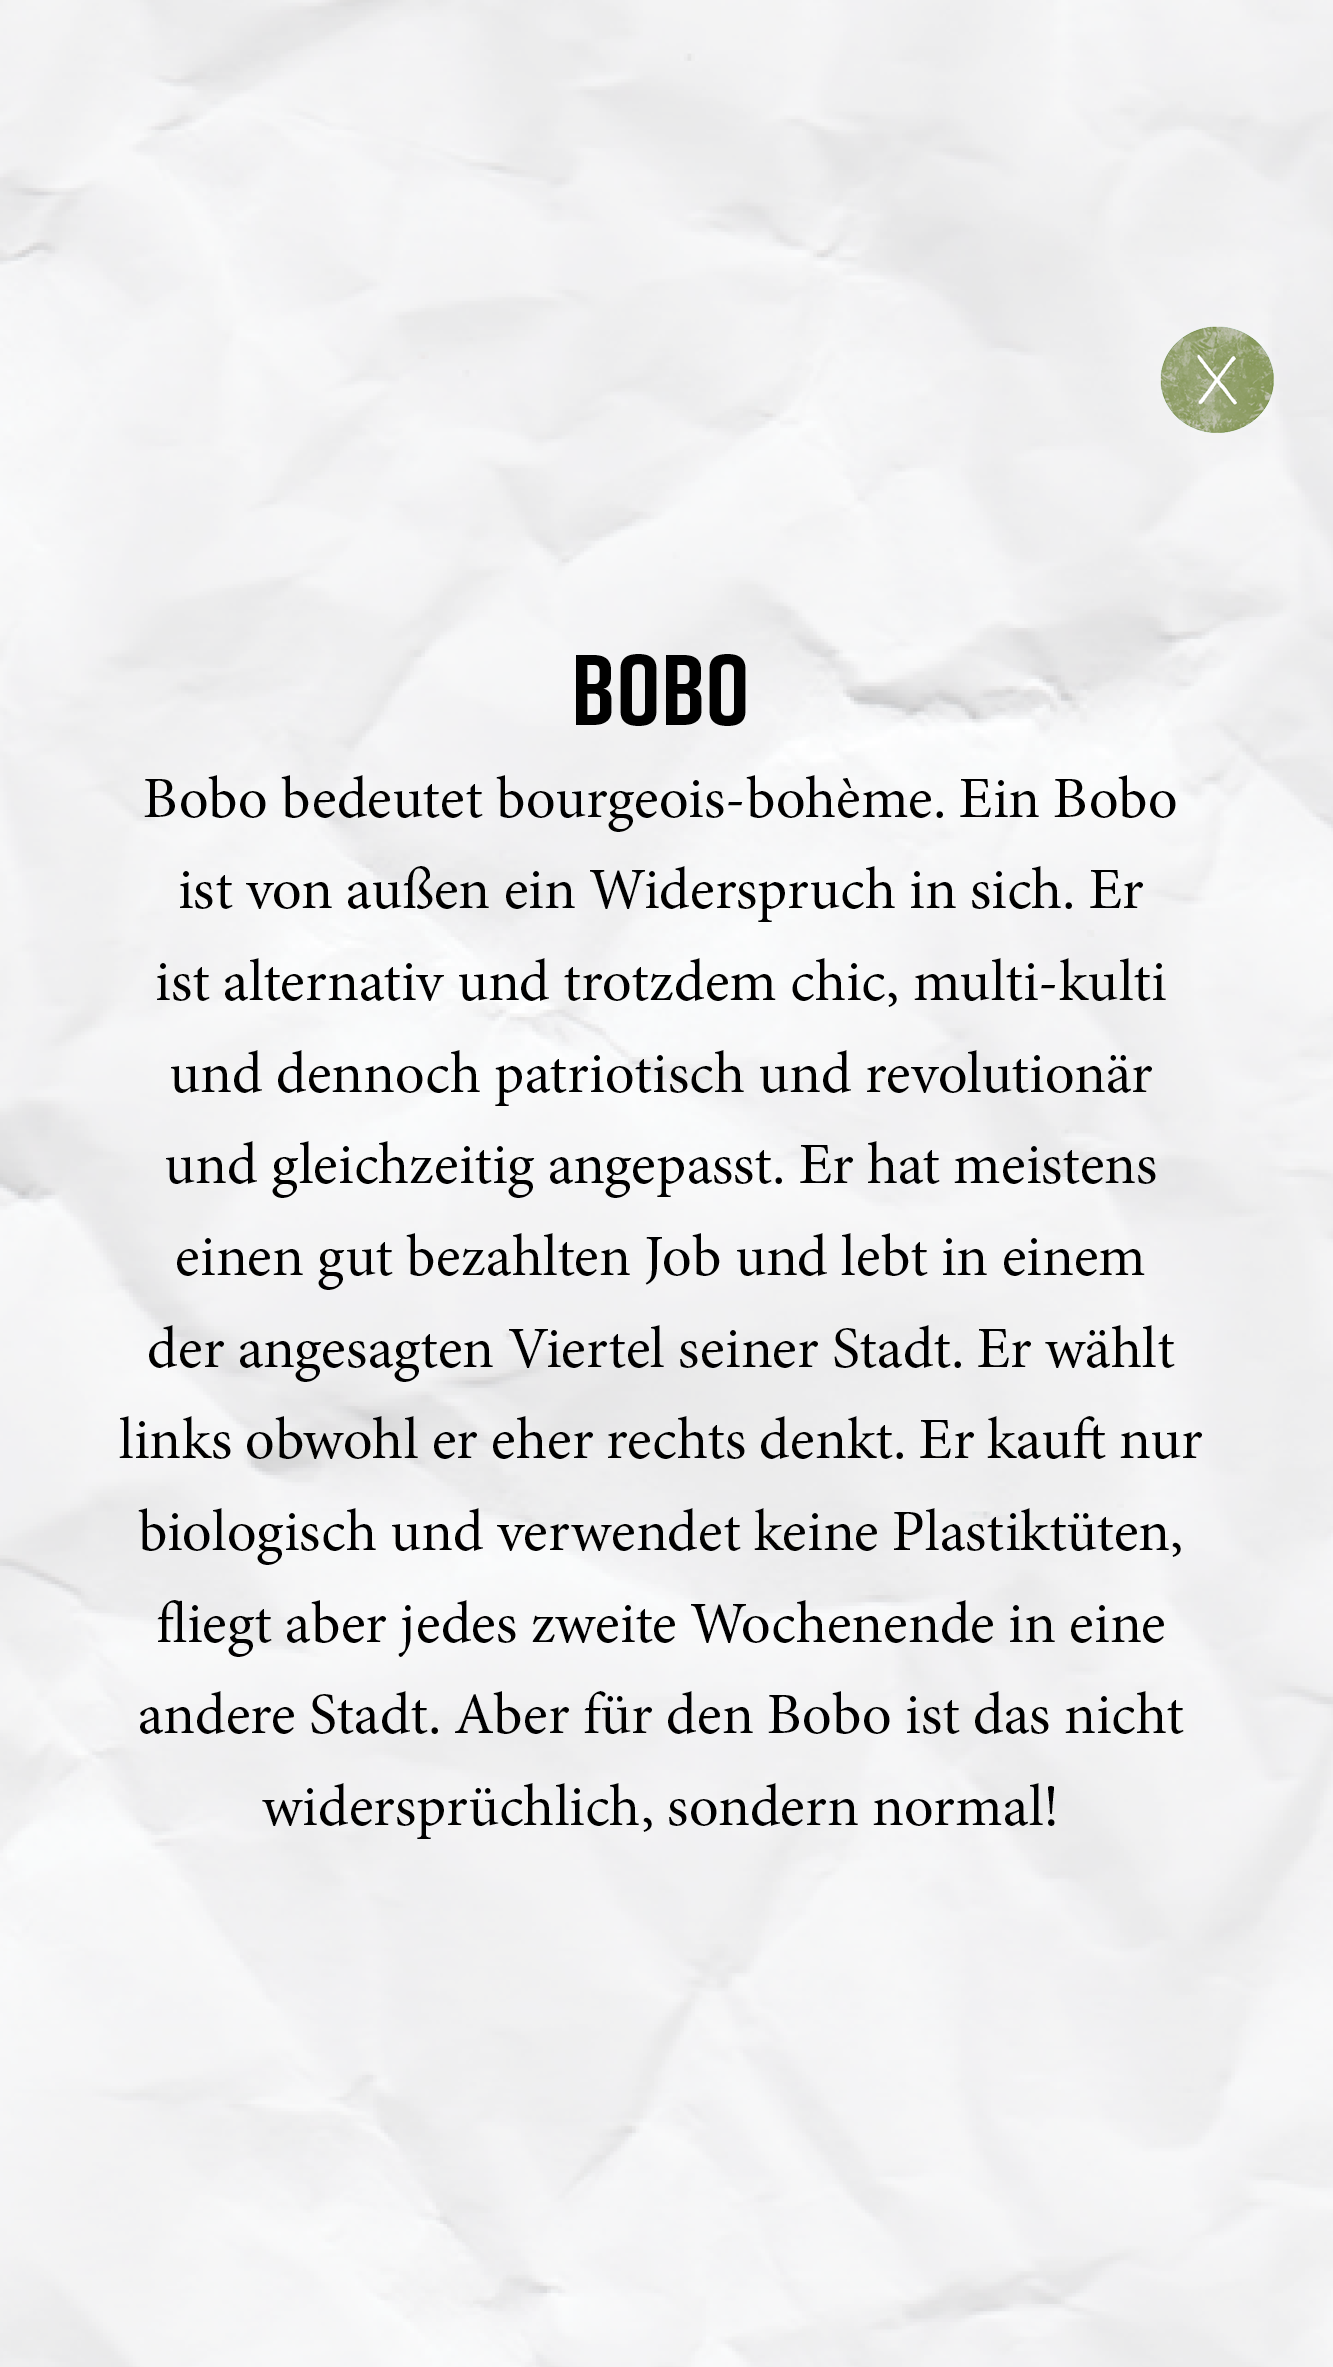 X
BOBO
Bobo bedeutet bourgeois-bohème. Ein Bobo
ist von außen ein Widerspruch in sich. Er
ist alternativ und trotzdem chic, multi-kulti
und dennoch patriotisch und revolutionär
und gleichzeitig angepasst. Er hat meistens
einen gut bezahlten Job und lebt in einem
der angesagten Viertel seiner Stadt. Er wählt
links obwohl er eher rechts denkt. Er kauft nur
biologisch und verwendet keine Plastiktüten,
fliegt aber jedes zweite Wochenende in eine
andere Stadt. Aber für den Bobo ist das nicht
widersprüchlich, sondern normal!